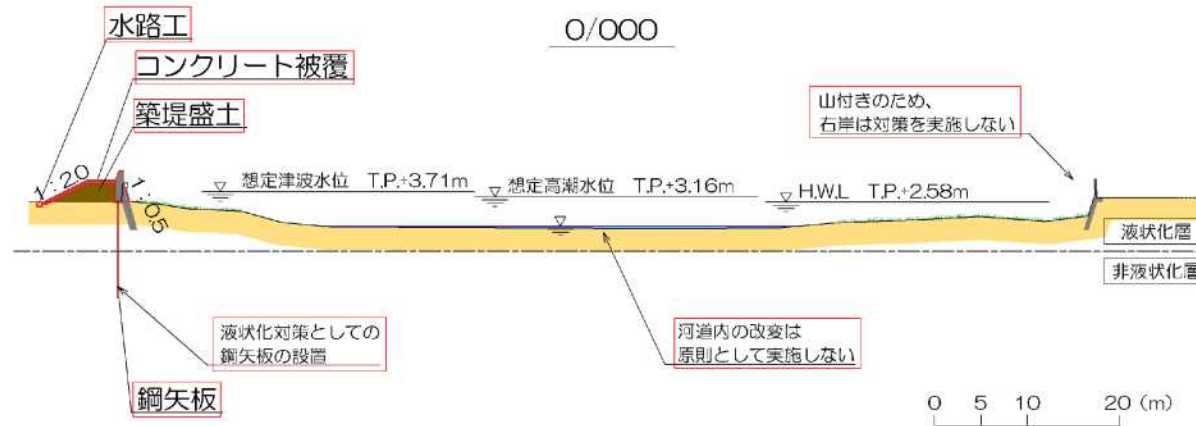 水路工
0/000
コンクリート被覆
築堤盛土
山付きのため、
右岸は対策を実施しない
1:20
1:0.5
想定津波水位 T.P.+3.71m
想定高潮水位 T.P.+3.16m
H.W.L T.P.+2.58m
液状化層
非液状化層
液状化対策としての
鋼矢板の設置
河道内の改変は
原則として実施しない
鋼矢板
0 5 10 20 (m)